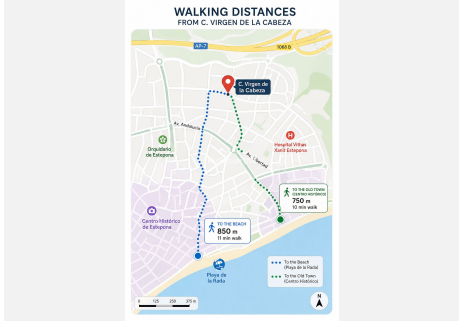 WALKING DISTANCES
FROM C. VIRGEN DE LA CABEZA
AP-7
1068 B
C. Virgen de
la Cabeza
Av. Andalucía
Hospital Vithas
Xanit Estepona
Orquidario
de Estepona
Av. Libertad
TO THE OLD TOWN
(CENTRO HISTÓRICO)
750 m
10 min walk
Centro Histórico
de Estepona
TO THE BEACH
850 m
11 min walk
Playa de
la Rada
To the Beach
(Playa de la Rada)
To the Old Town
(Centro Histórico)
0 125 250 375 m
N